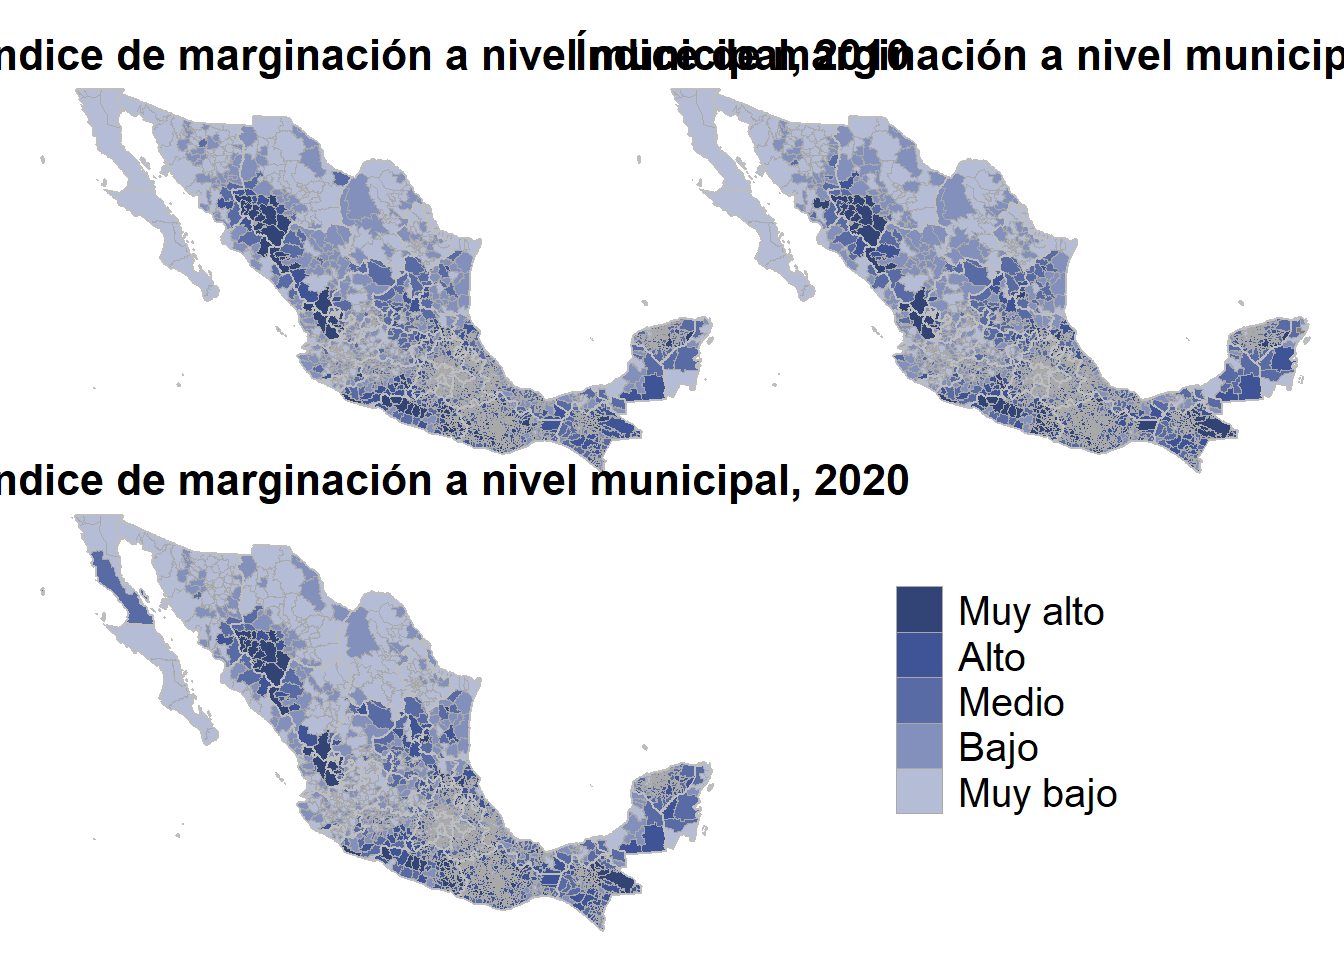 ndice de marginación a nivel municipal, 2010
Índice de marginación a nivel municip
ndice de marginación a nivel municipal, 2020
Muy alto
Alto
Medio
Bajo
Muy bajo